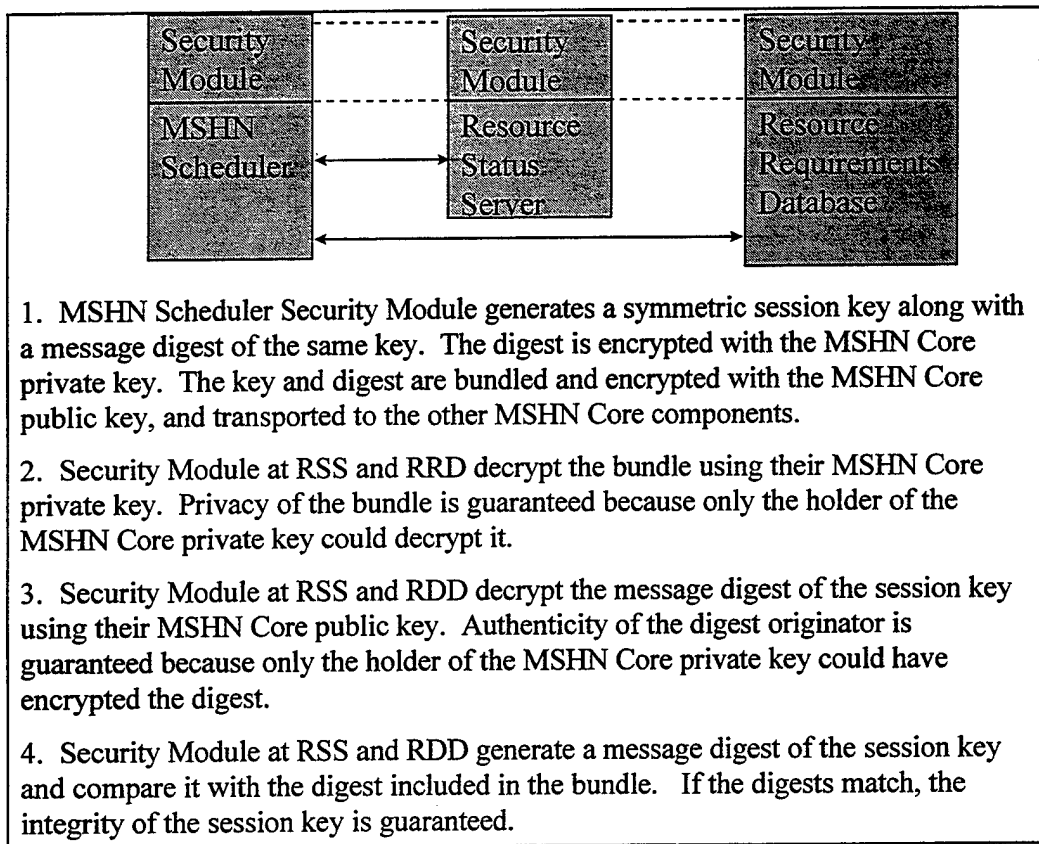 Security
Module
MSHN
Scheduler
Security
Module
Resource
Status
Server
Security
Module
Resource
Requirements
Database
1. MSHN Scheduler Security Module generates a symmetric session key along with
a message digest of the same key. The digest is encrypted with the MSHN Core
private key. The key and digest are bundled and encrypted with the MSHN Core
public key, and transported to the other MSHN Core components.
2. Security Module at RSS and RRD decrypt the bundle using their MSHN Core
private key. Privacy of the bundle is guaranteed because only the holder of the
MSHN Core private key could decrypt it.
3. Security Module at RSS and RDD decrypt the message digest of the session key
using their MSHN Core public key. Authenticity of the digest originator is
guaranteed because only the holder of the MSHN Core private key could have
encrypted the digest.
4. Security Module at RSS and RDD generate a message digest of the session key
and compare it with the digest included in the bundle. If the digests match, the
integrity of the session key is guaranteed.